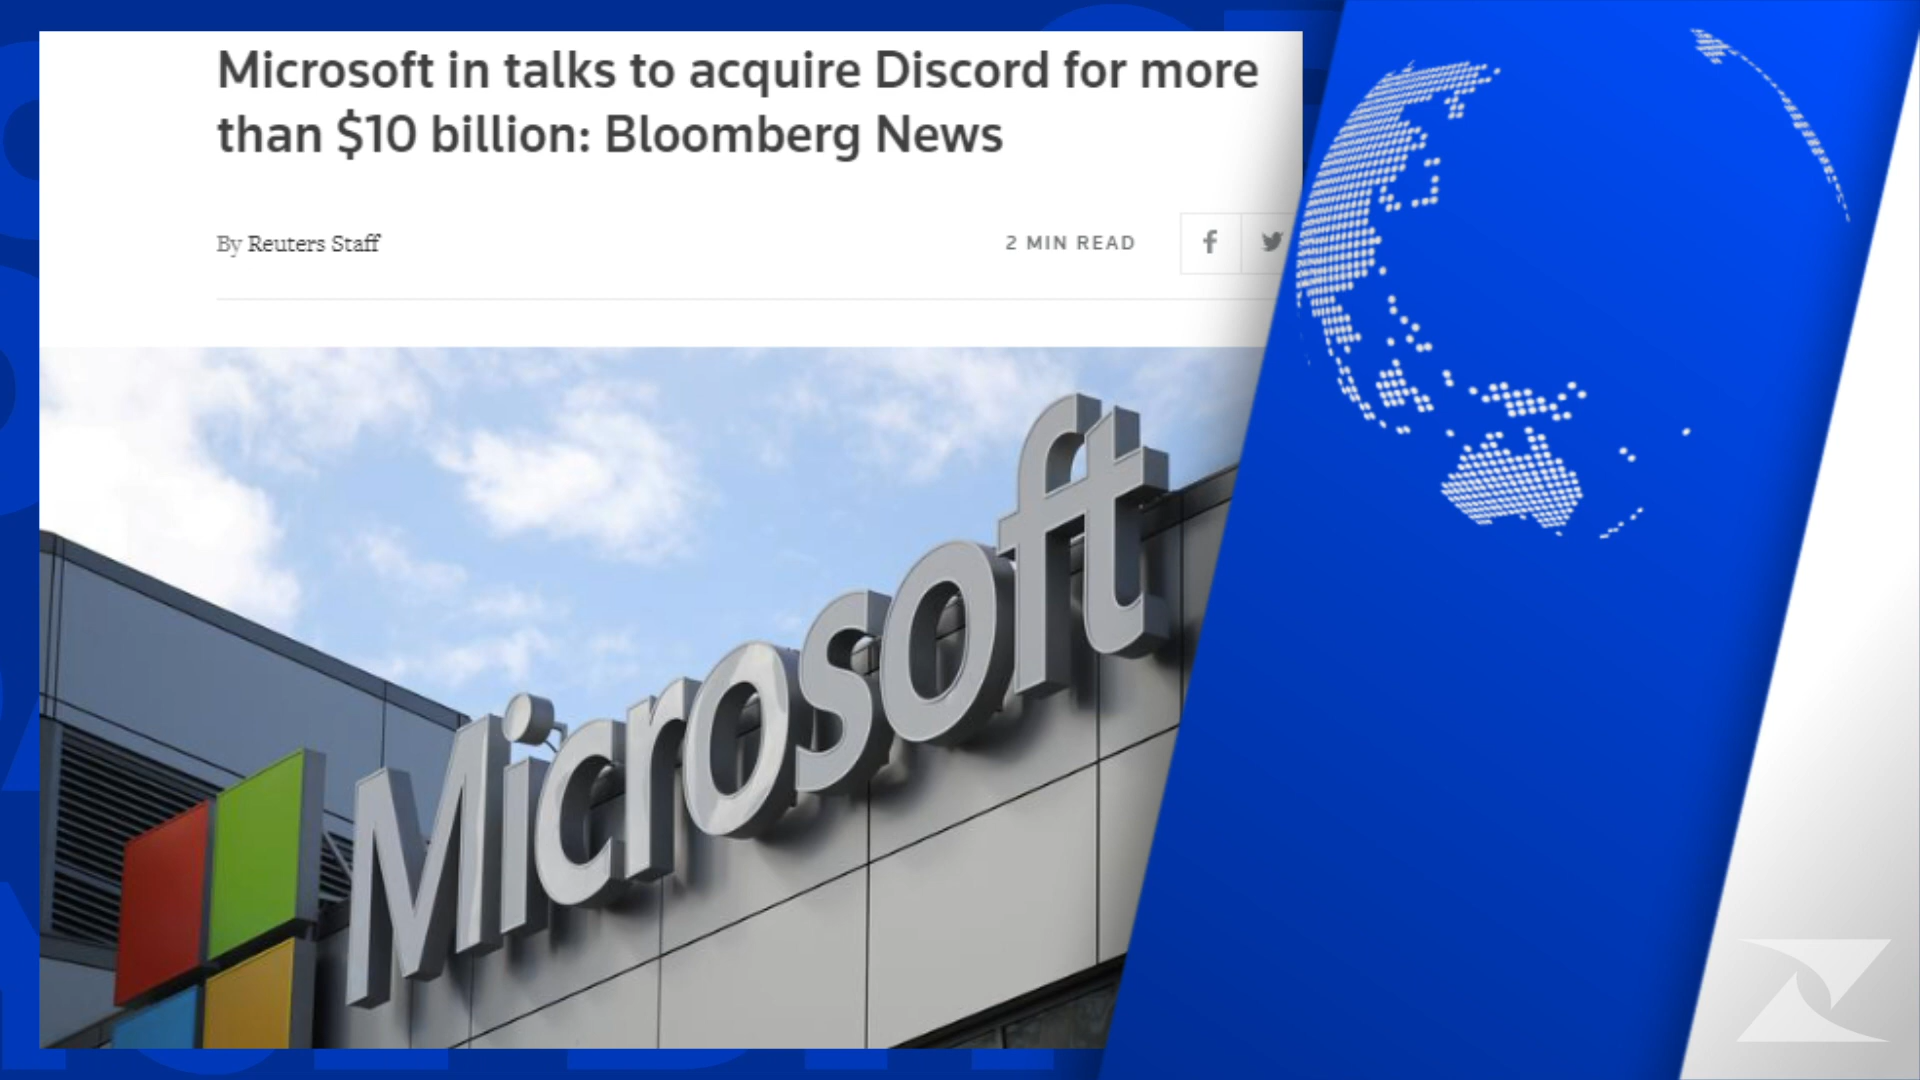 Microsoft in talks to acquire Discord for more
than $10 billion: Bloomberg News
By Reuters Staff
2 MIN READ
Microsoft